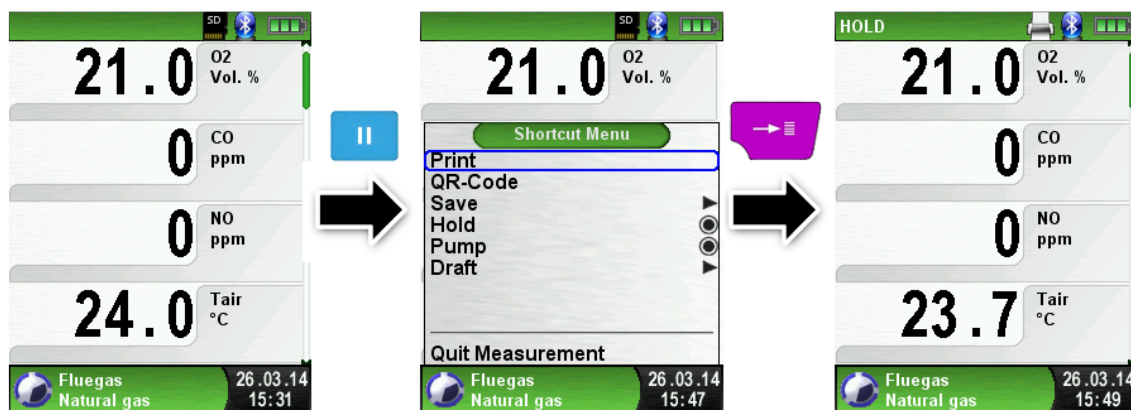 SD
21.0 O2 Vol. %
0 CO ppm
0 NO ppm
24.0 Tair °C
Fluegas 26.03.14
Natural gas 15:31
SD
21.0 O2 Vol. %
Shortcut Menu
Print
QR-Code
Save
Hold
Pump
Draft
Quit Measurement
Fluegas 26.03.14
Natural gas 15:47
HOLD
21.0 O2 Vol. %
0 CO ppm
0 NO ppm
23.7 Tair °C
Fluegas 26.03.14
Natural gas 15:49